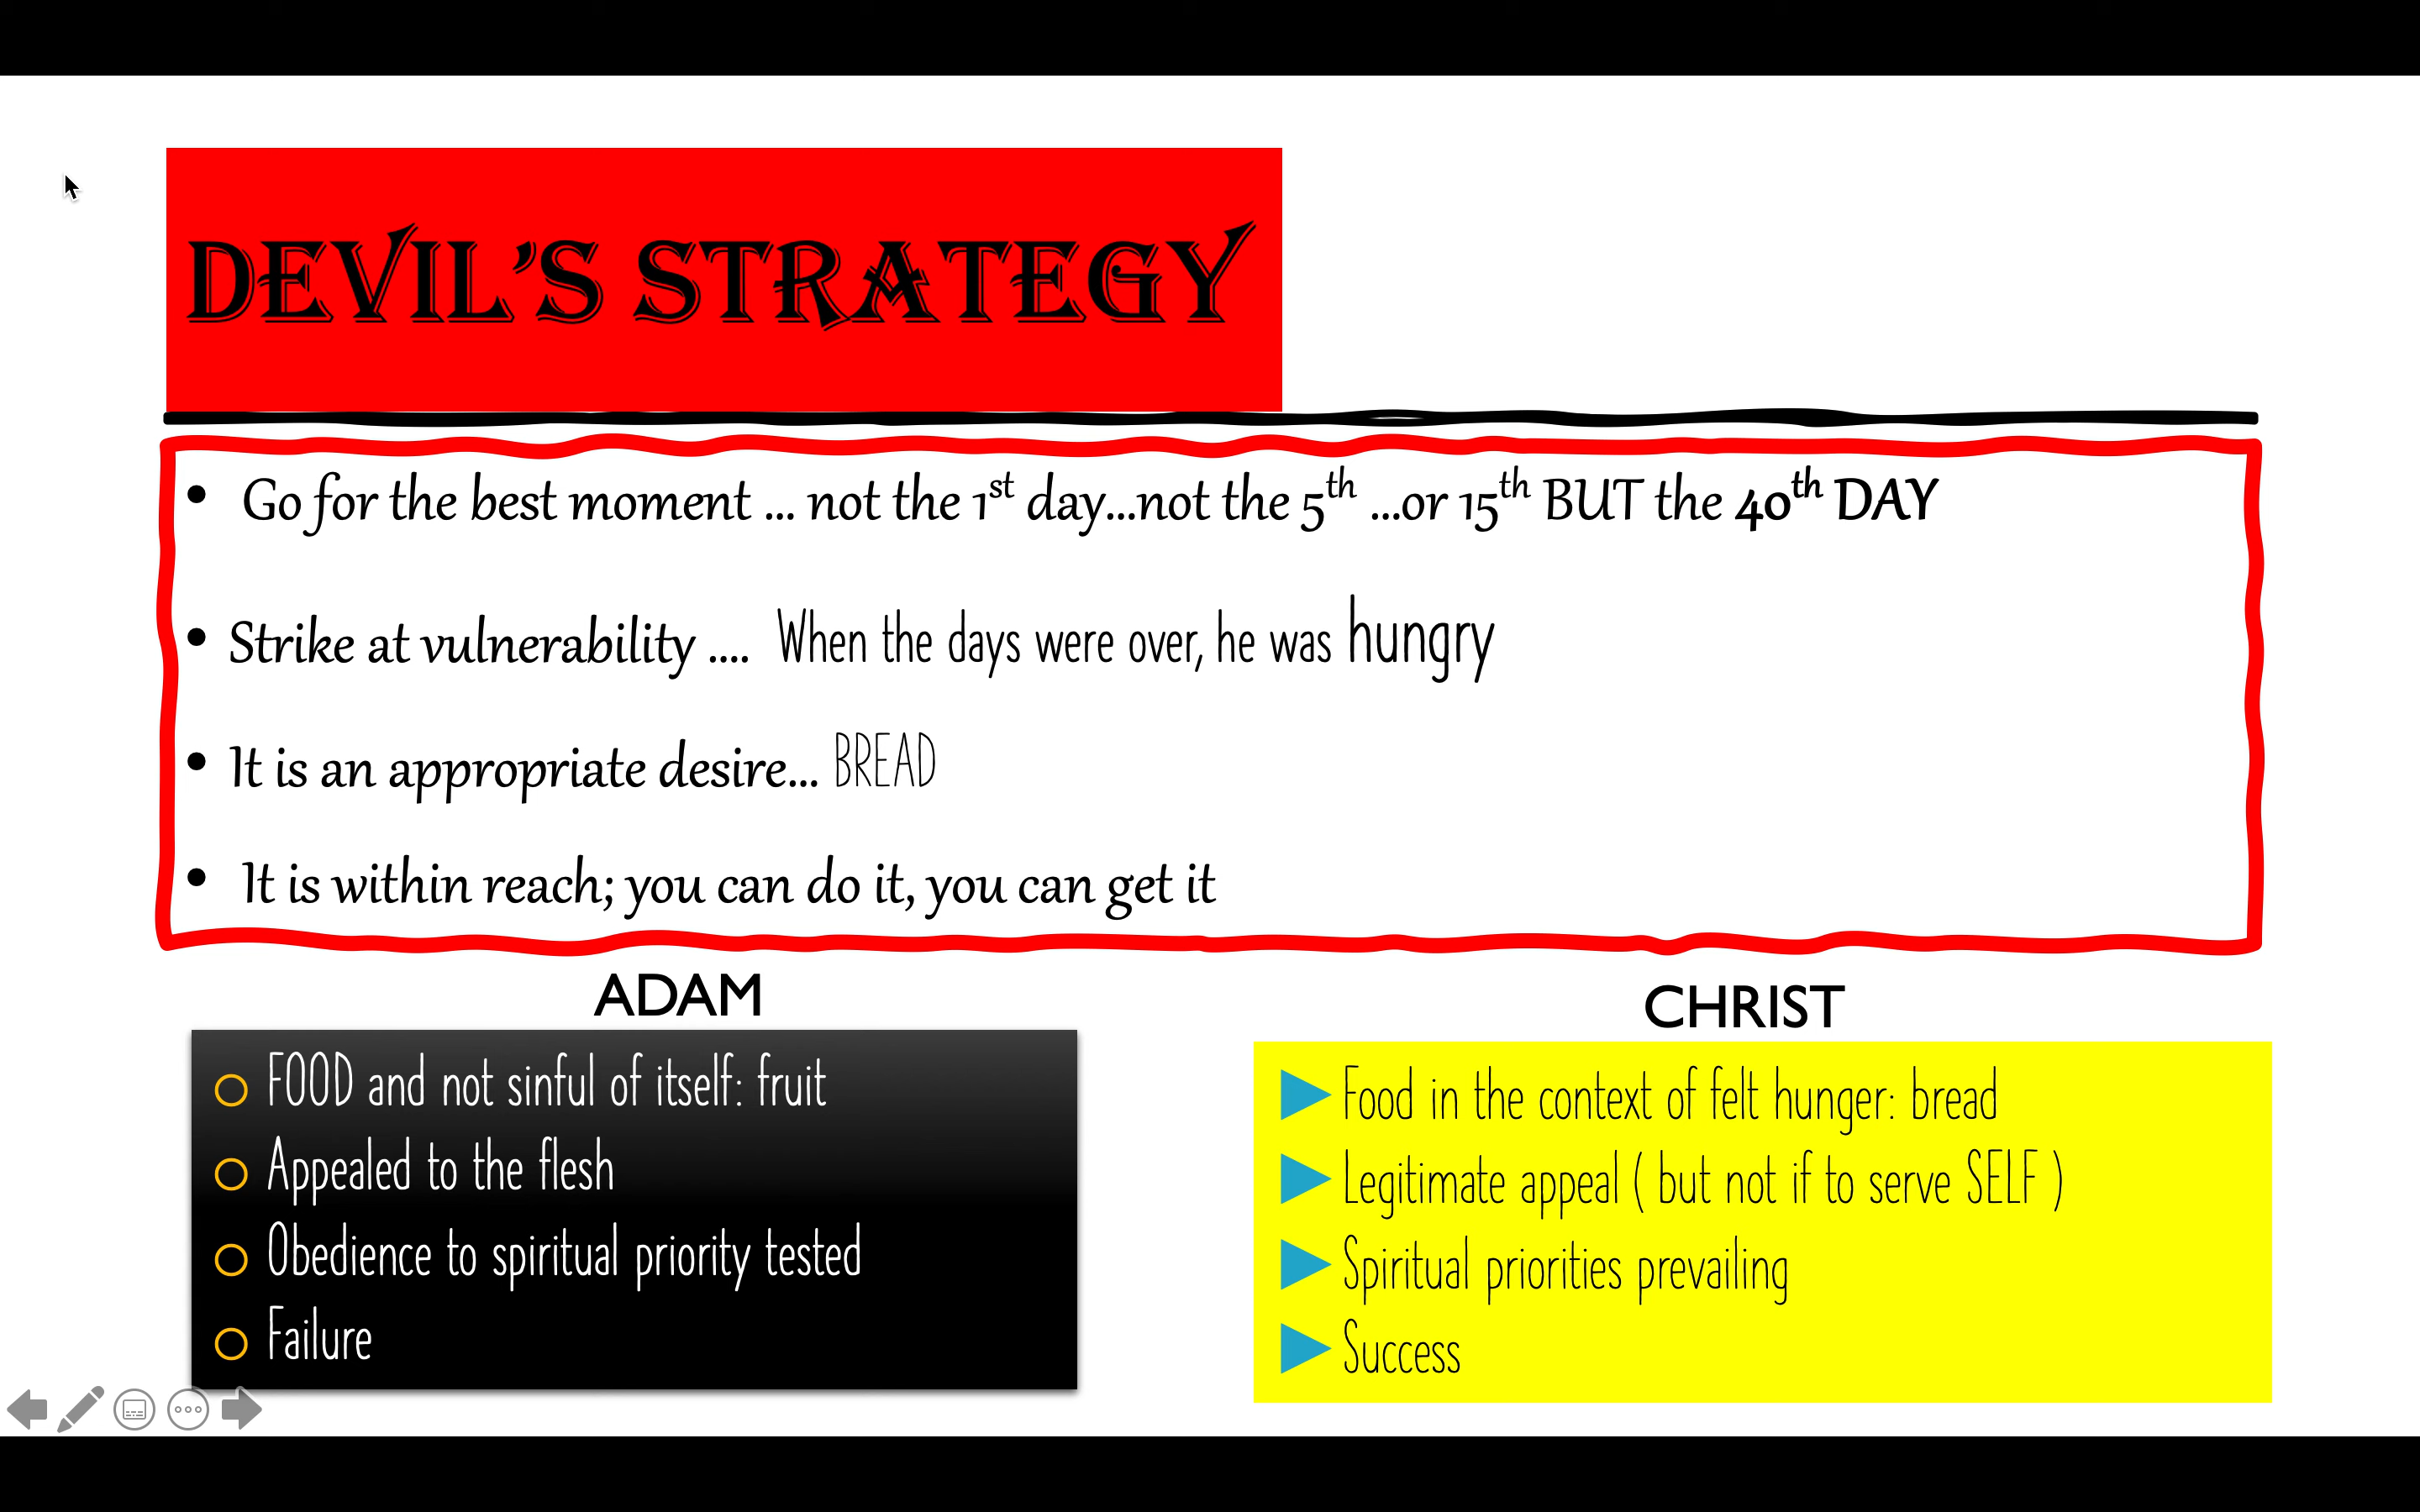 DEVIL'S STRATEGY
• Go for the best moment ... not the 1st day...not the 5th ...or 15th BUT the 40th DAY
• Strike at vulnerability .... When the days were over, he was hungry
• It is an appropriate desire... BREAD
• It is within reach; you can do it, you can get it
ADAM
FOOD and not sinful of itself: fruit
Appealed to the flesh
Obedience to spiritual priority tested
Failure
CHRIST
Food in the context of felt hunger: bread
Legitimate appeal ( but not if to serve SELF )
Spiritual priorities prevailing
Success